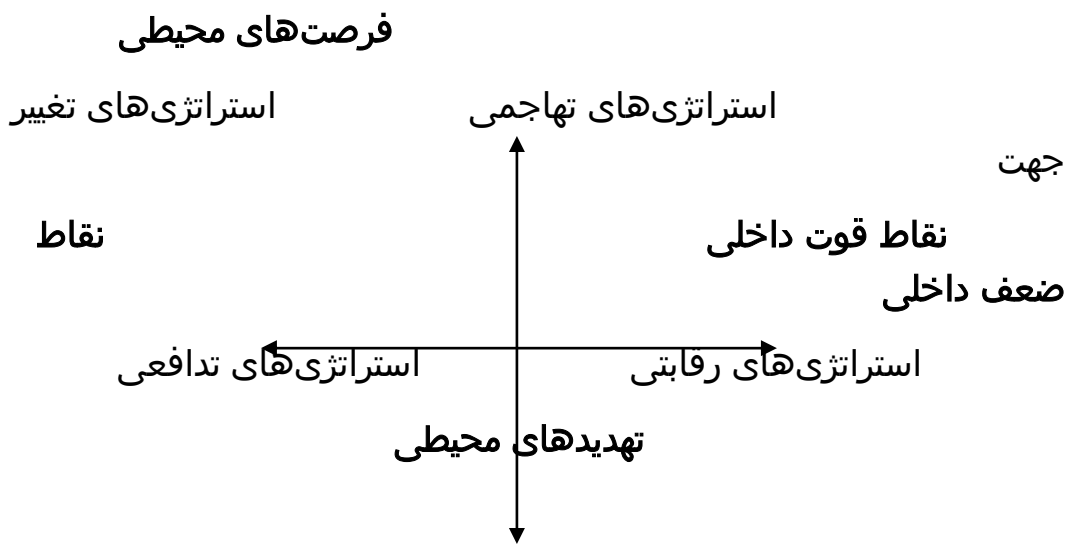 فرصت‌های محیطی
استراتژی‌های تهاجمی استراتژی‌های تغییر
جهت
نقاط قوت داخلی نقاط
ضعف داخلی
استراتژی‌های رقابتی استراتژی‌های تدافعی
تهدیدهای محیطی